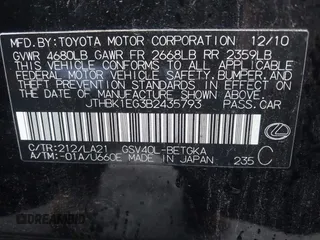 MFD.BY:TOYOTA MOTOR CORPORATION 12/10
GVWR 4680LB GAWR FR 2668LB RR 2359LB
THIS VEHICLE CONFORMS TO ALL APPLICABLE
FEDERAL MOTOR VEHICLE SAFETY, BUMPER, AND
THEFT PREVENTION STANDARDS IN EFFECT ON THE
DATE OF MANUFACTURE SHOWN ABOVE.
JTHBK1EG3B2435793 PASS. CAR
C/TR:212/LA21 GSV40L-BETGKA
A/TM:-01A/U660E MADE IN JAPAN 235 C